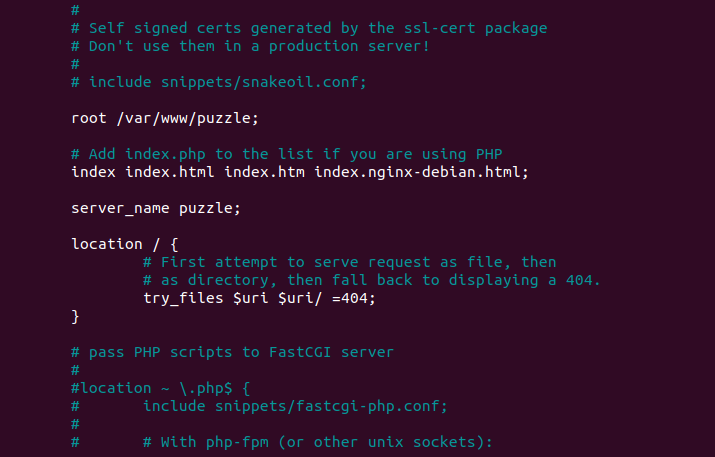 #
# Self signed certs generated by the ssl-cert package
# Don't use them in a production server!
#
# include snippets/snakeoil.conf;
root /var/www/puzzle;
# Add index.php to the list if you are using PHP
index index.html index.htm index.nginx-debian.html;
server_name puzzle;
location / {
# First attempt to serve request as file, then
# as directory, then fall back to displaying a 404.
try_files $uri $uri/ =404;
}
# pass PHP scripts to FastCGI server
#
#location ~ \.php$ {
#       include snippets/fastcgi-php.conf;
#
#       # With php-fpm (or other unix sockets):